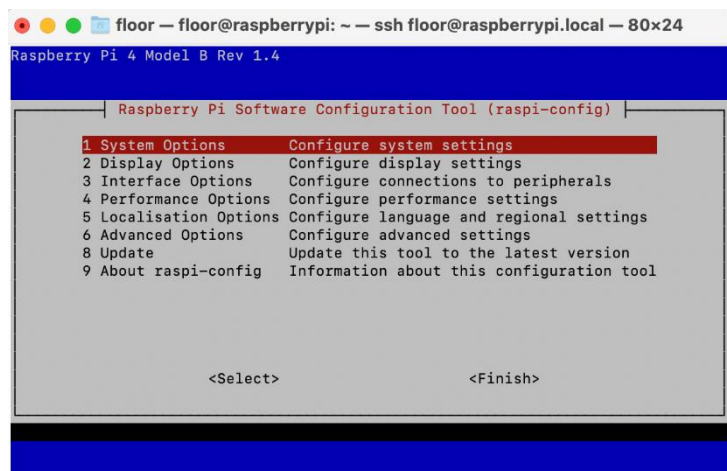 floor — floor@raspberrypi: ~ — ssh floor@raspberrypi.local — 80×24
Raspberry Pi 4 Model B Rev 1.4
Raspberry Pi Software Configuration Tool (raspi-config)
1 System Options Configure system settings
2 Display Options Configure display settings
3 Interface Options Configure connections to peripherals
4 Performance Options Configure performance settings
5 Localisation Options Configure language and regional settings
6 Advanced Options Configure advanced settings
8 Update Update this tool to the latest version
9 About raspi-config Information about this configuration tool
<Select> <Finish>